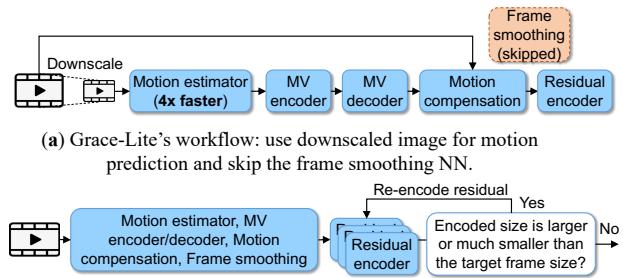 Frame
smoothing
(skipped)
Downscale
Motion estimator
(4x faster)
MV
encoder
MV
decoder
Motion
compensation
Residual
encoder
(a) Grace-Lite's workflow: use downscaled image for motion
prediction and skip the frame smoothing NN.
Re-encode residual
Yes
Motion estimator, MV
encoder/decoder, Motion
compensation, Frame smoothing
Residual
encoder
Encoded size is larger
or much smaller than
the target frame size?
No